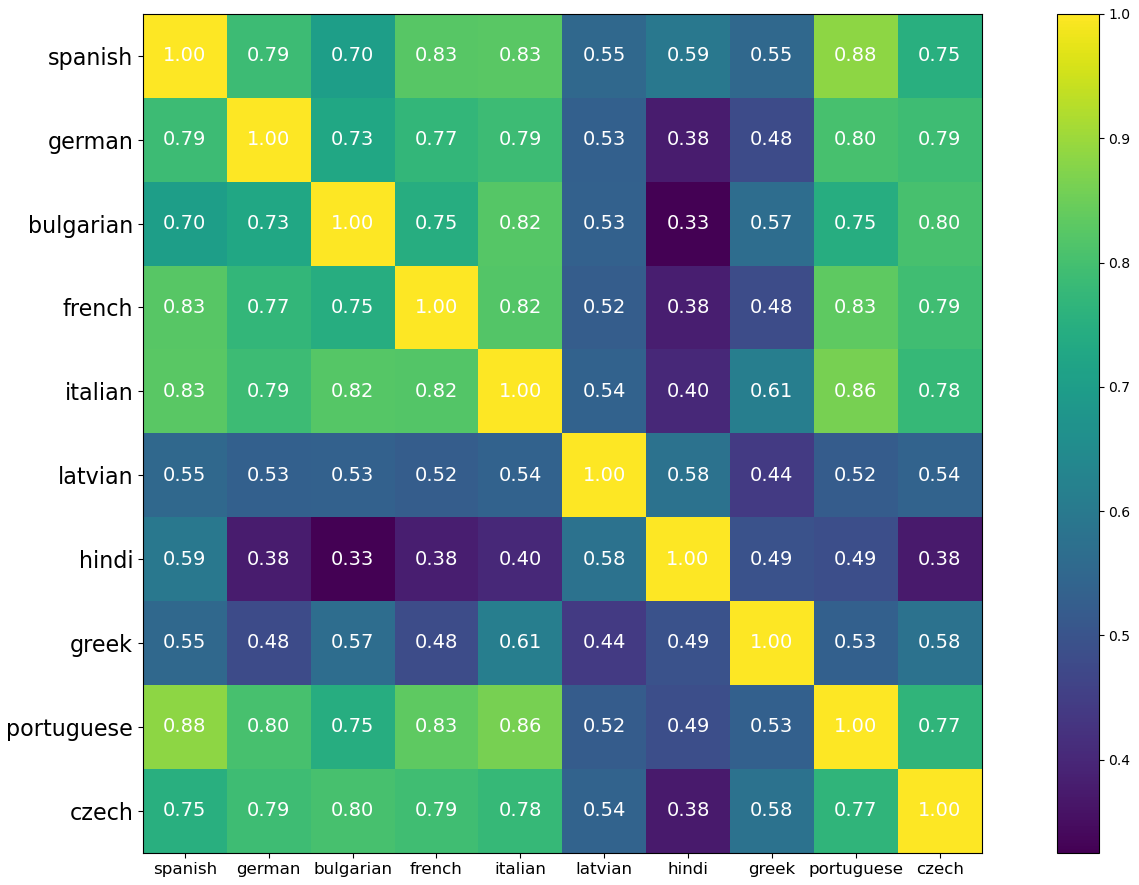 spanish 1.00 0.79 0.70 0.83 0.83 0.55 0.59 0.55 0.88 0.75
german 0.79 1.00 0.73 0.77 0.79 0.53 0.38 0.48 0.80 0.79
bulgarian 0.70 0.73 1.00 0.75 0.82 0.53 0.33 0.57 0.75 0.80
french 0.83 0.77 0.75 1.00 0.82 0.52 0.38 0.48 0.83 0.79
italian 0.83 0.79 0.82 0.82 1.00 0.54 0.40 0.61 0.86 0.78
latvian 0.55 0.53 0.53 0.52 0.54 1.00 0.58 0.44 0.52 0.54
hindi 0.59 0.38 0.33 0.38 0.40 0.58 1.00 0.49 0.49 0.38
greek 0.55 0.48 0.57 0.48 0.61 0.44 0.49 1.00 0.53 0.58
portuguese 0.88 0.80 0.75 0.83 0.86 0.52 0.49 0.53 1.00 0.77
czech 0.75 0.79 0.80 0.79 0.78 0.54 0.38 0.58 0.77 1.00
spanish german bulgarian french italian latvian hindi greek portuguese czech
1.0
0.9
0.8
0.7
0.6
0.5
0.4